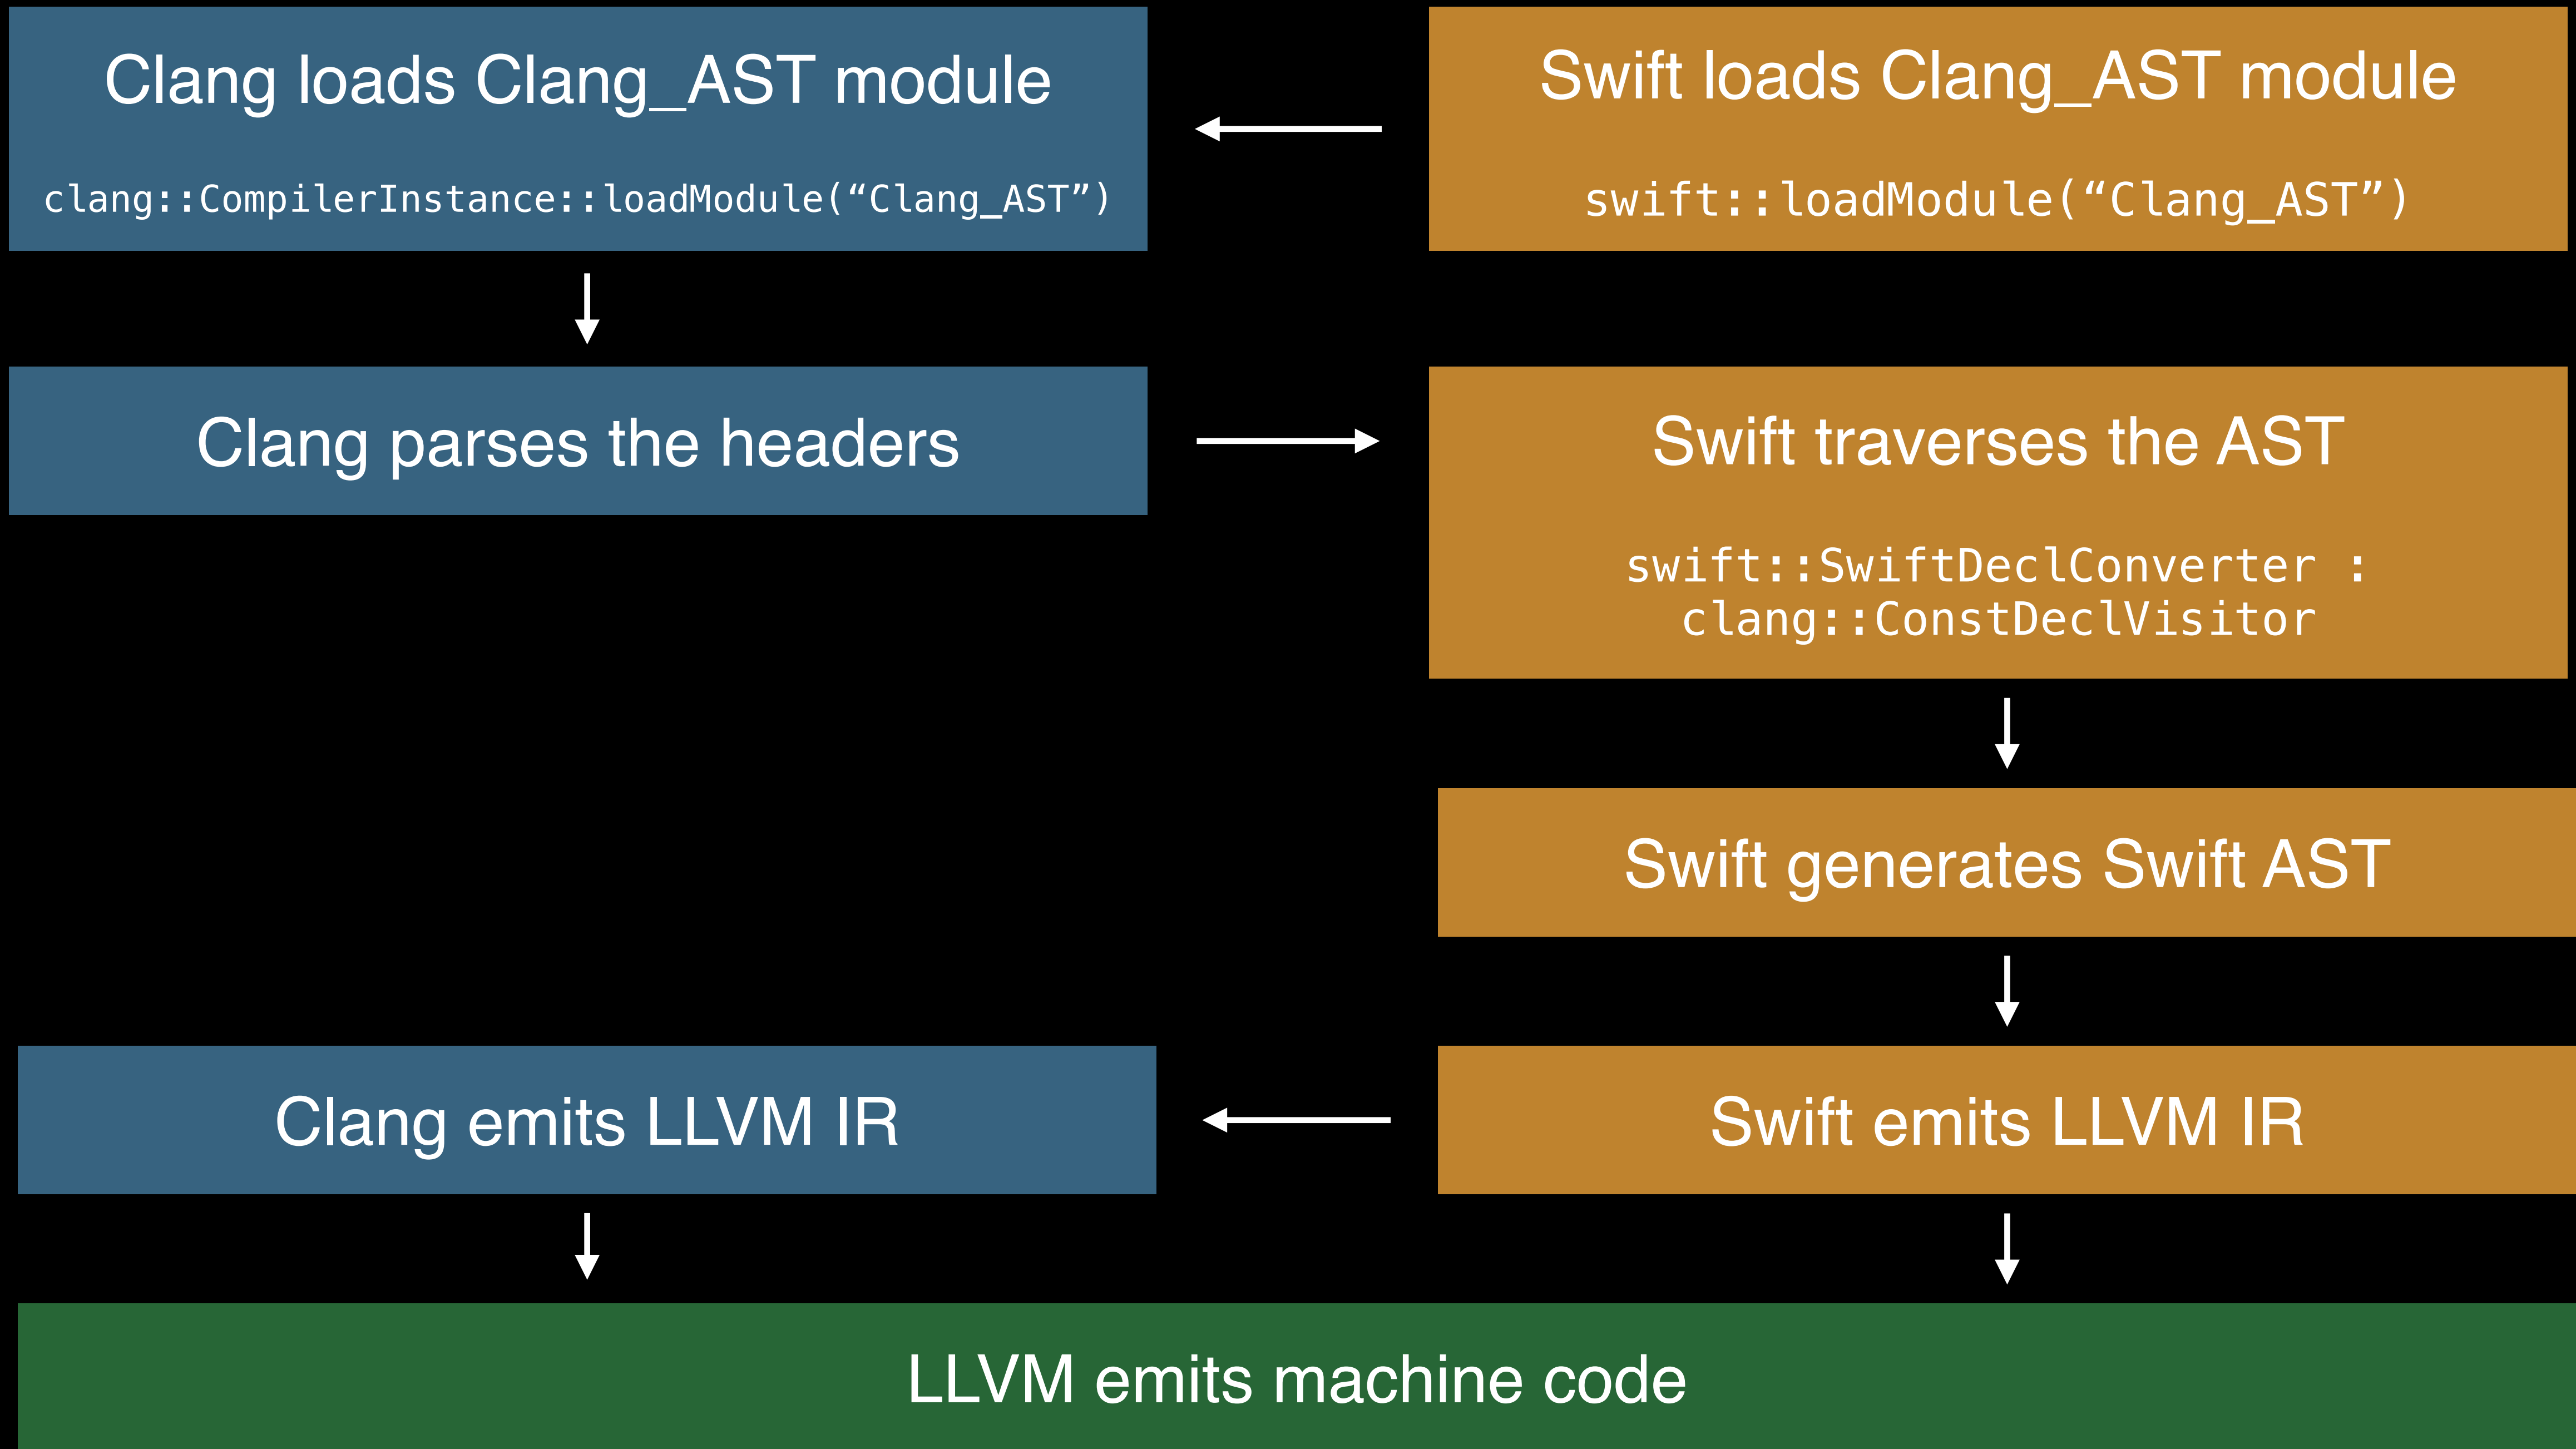 Clang loads Clang_AST module
clang::CompilerInstance::loadModule(“Clang_AST”)
Swift loads Clang_AST module
swift::loadModule(“Clang_AST”)
Clang parses the headers
Swift traverses the AST
swift::SwiftDeclConverter :
clang::ConstDeclVisitor
Swift generates Swift AST
Clang emits LLVM IR
Swift emits LLVM IR
LLVM emits machine code